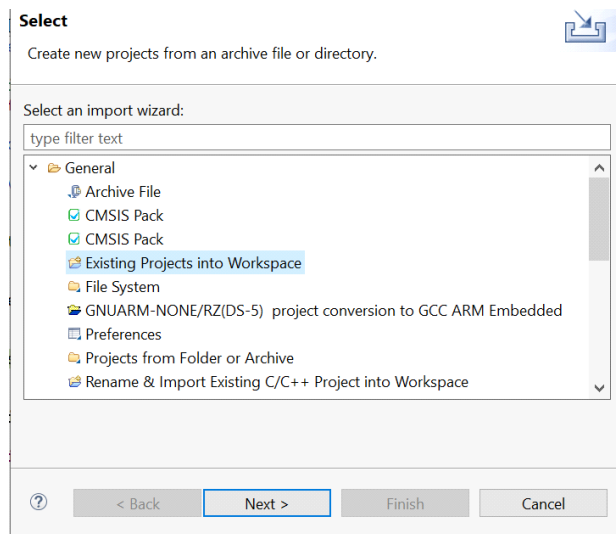 Select
Create new projects from an archive file or directory.
Select an import wizard:
type filter text
General
Archive File
CMSIS Pack
CMSIS Pack
Existing Projects into Workspace
File System
GNUARM-NONE/RZ(DS-5)  project conversion to GCC ARM Embedded
Preferences
Projects from Folder or Archive
Rename & Import Existing C/C++ Project into Workspace
? < Back Next > Finish Cancel